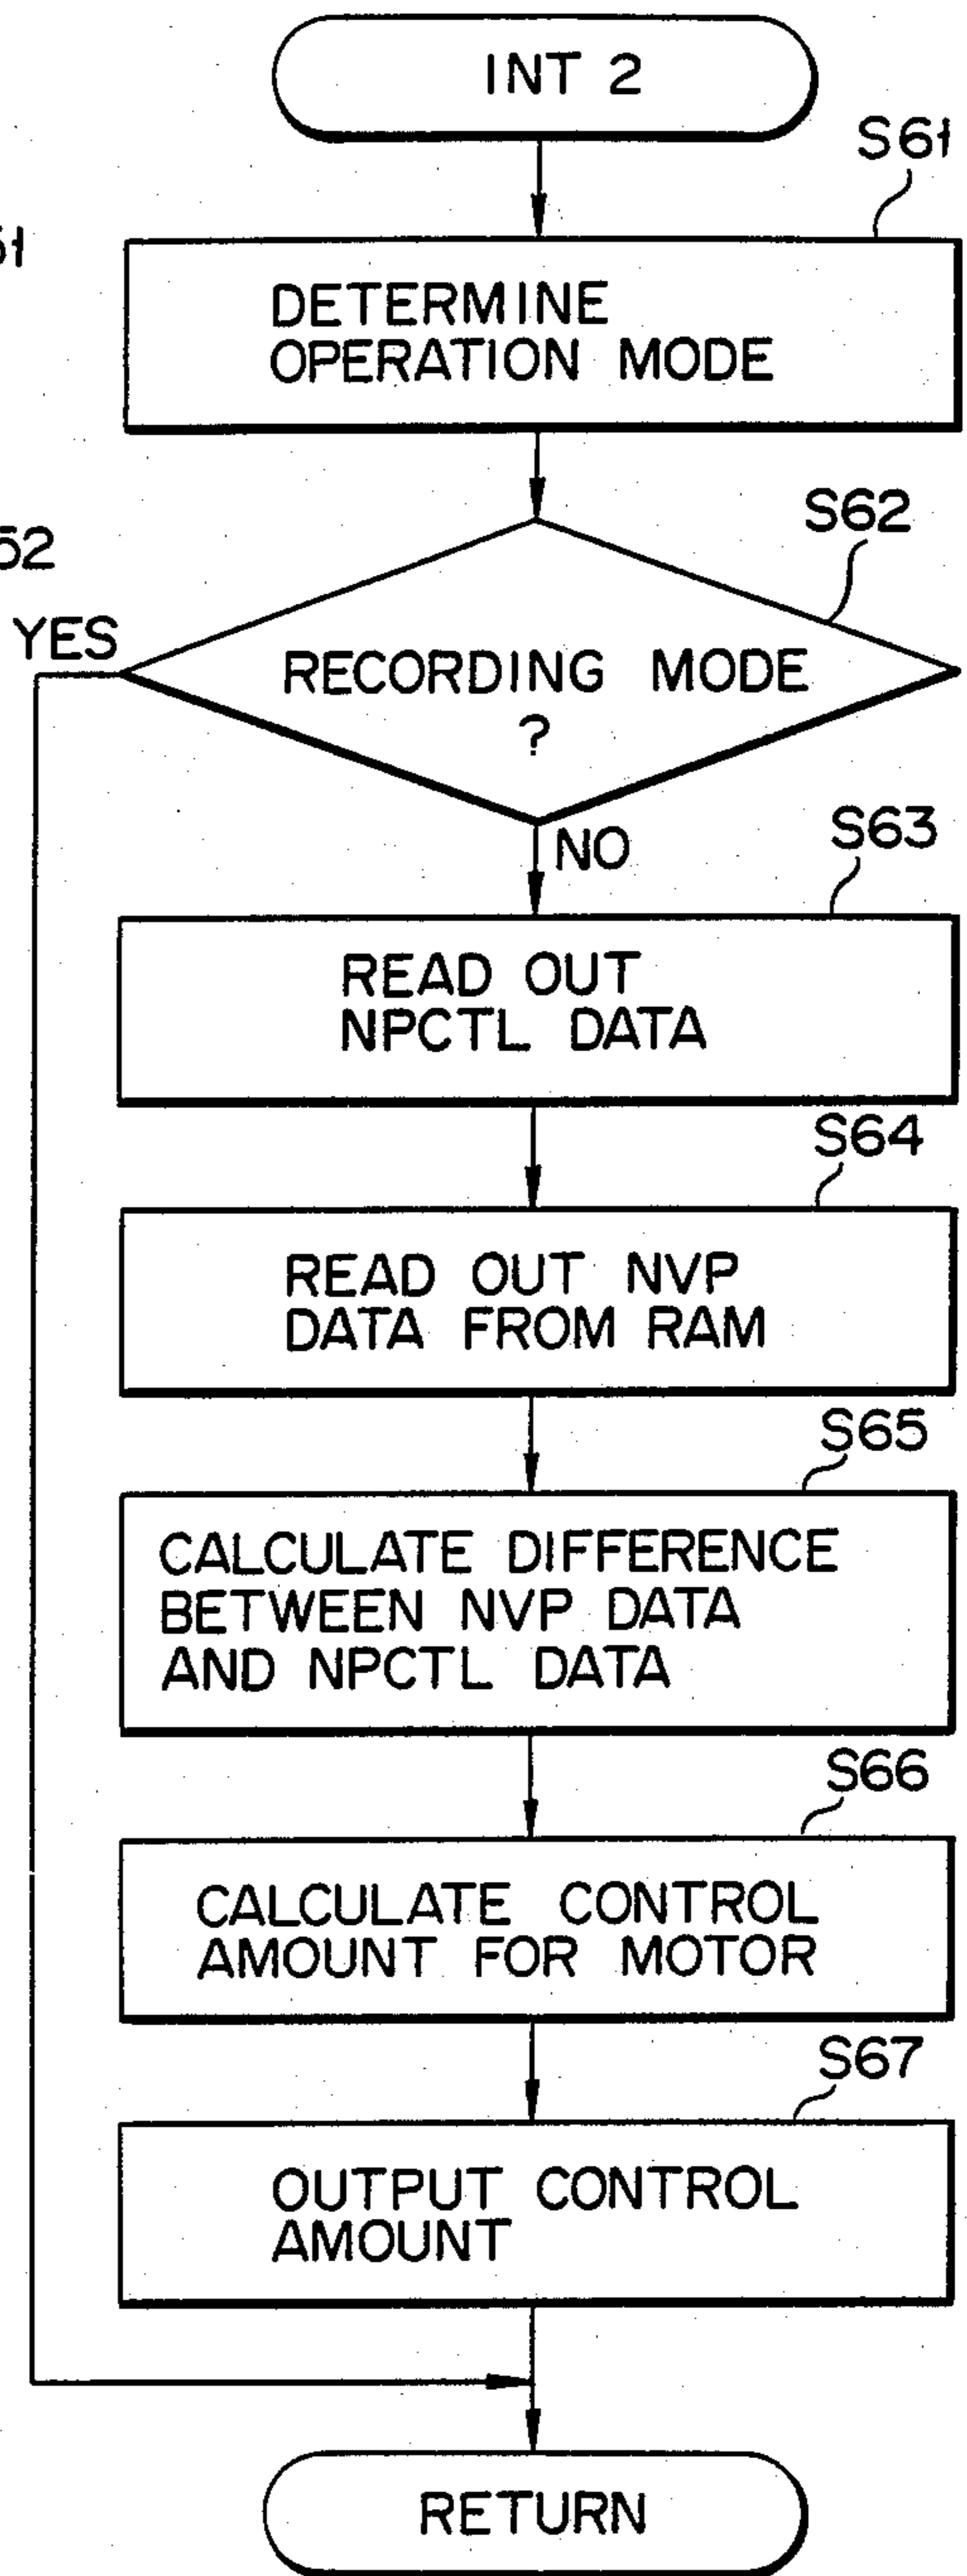 INT 2
S61
51
DETERMINE
OPERATION MODE
S62
52
YES
RECORDING MODE
?
NO
S63
READ OUT
NPCTL DATA
S64
READ OUT NVP
DATA FROM RAM
S65
CALCULATE DIFFERENCE
BETWEEN NVP DATA
AND NPCTL DATA
S66
CALCULATE CONTROL
AMOUNT FOR MOTOR
S67
OUTPUT CONTROL
AMOUNT
RETURN